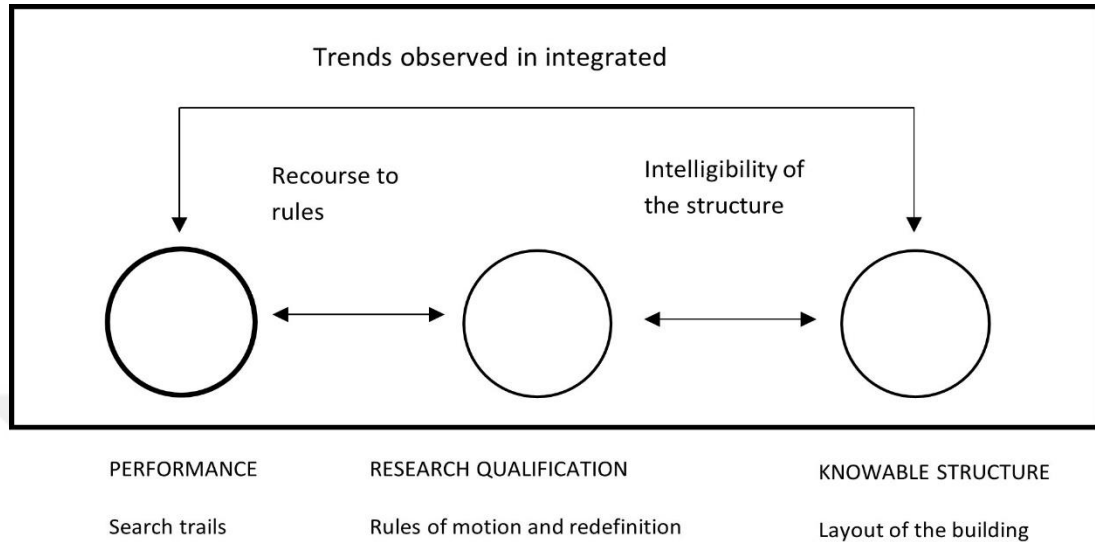 Trends observed in integrated
Recourse to
rules
Intelligibility of
the structure
PERFORMANCE
RESEARCH QUALIFICATION
KNOWABLE STRUCTURE
Search trails
Rules of motion and redefinition
Layout of the building